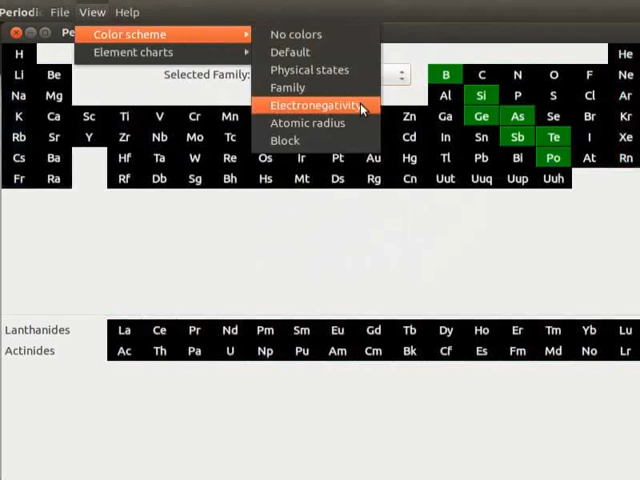 Periodic File View Help
Pe
Color scheme
Element charts
No colors
Default
Physical states
Family
Electronegativity
Atomic radius
Block
H He
Li Be Selected Family: B C N O F Ne
Na Mg Al Si P S Cl Ar
K Ca Sc Ti V Cr Mn Zn Ga Ge As Se Br Kr
Rb Sr Y Zr Nb Mo Tc Cd In Sn Sb Te I Xe
Cs Ba Hf Ta W Re Os Ir Pt Au Hg Tl Pb Bi Po At Rn
Fr Ra Rf Db Sg Bh Hs Mt Ds Rg Cn Uut Uuq Uup Uuh
Lanthanides La Ce Pr Nd Pm Sm Eu Gd Tb Dy Ho Er Tm Yb Lu
Actinides Ac Th Pa U Np Pu Am Cm Bk Cf Es Fm Md No Lr